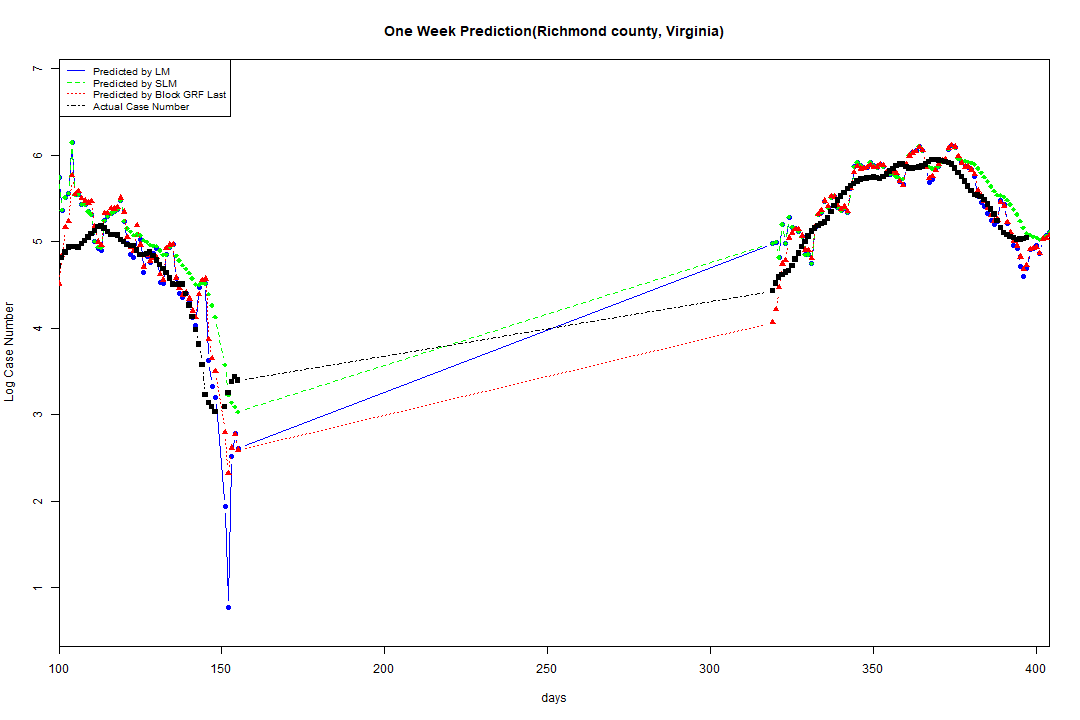 One Week Prediction(Richmond county, Virginia)
Predicted by LM
Predicted by SLM
Predicted by Block GRF Last
Actual Case Number
7
6
5
4
3
2
1
Log Case Number
100 150 200 250 300 350 400
days